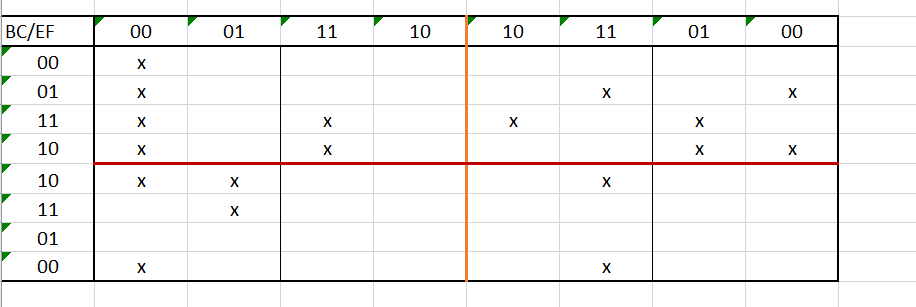 BC/EF 00 01 11 10 10 11 01 00
00 x
01 x x x
11 x x x x
10 x x x x
10 x x x
11 x
01
00 x x